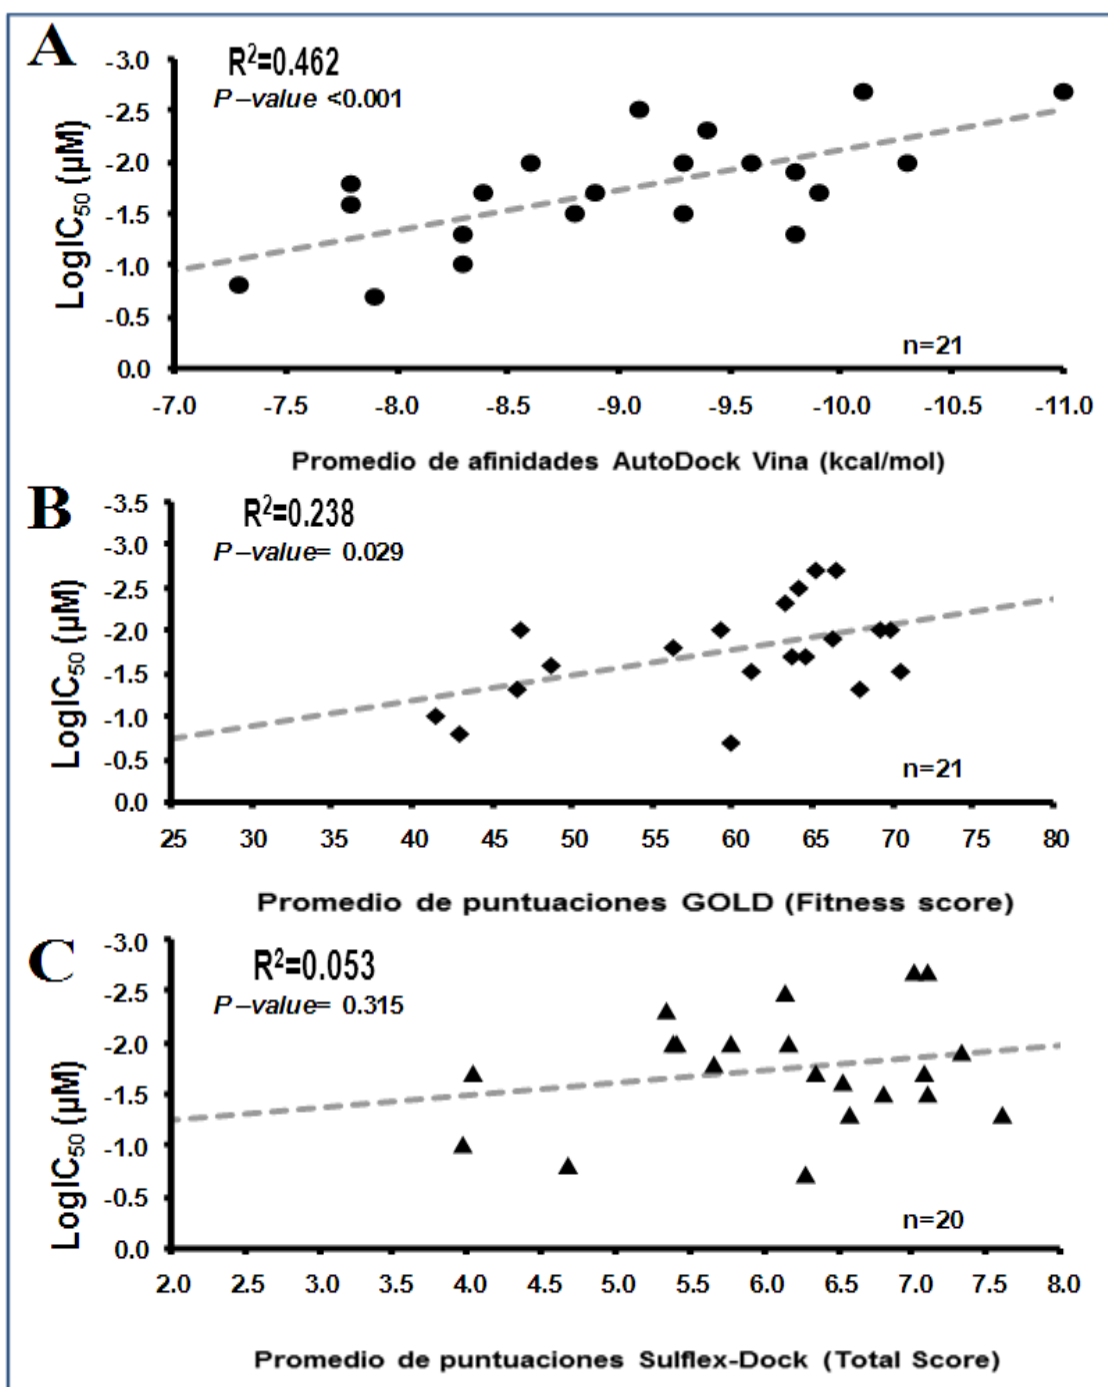 A
R²=0.462
P–value <0.001
LogIC₅₀ (µM)
-3.0
-2.5
-2.0
-1.5
-1.0
-0.5
0.0
n=21
-7.0 -7.5 -8.0 -8.5 -9.0 -9.5 -10.0 -10.5 -11.0
Promedio de afinidades AutoDock Vina (kcal/mol)
B
R²=0.238
P–value= 0.029
LogIC₅₀ (µM)
-3.5
-3.0
-2.5
-2.0
-1.5
-1.0
-0.5
0.0
n=21
25 30 35 40 45 50 55 60 65 70 75 80
Promedio de puntuaciones GOLD (Fitness score)
C
R²=0.053
P–value= 0.315
LogIC₅₀ (µM)
-3.0
-2.5
-2.0
-1.5
-1.0
-0.5
0.0
n=20
2.0 2.5 3.0 3.5 4.0 4.5 5.0 5.5 6.0 6.5 7.0 7.5 8.0
Promedio de puntuaciones Sulflex-Dock (Total Score)